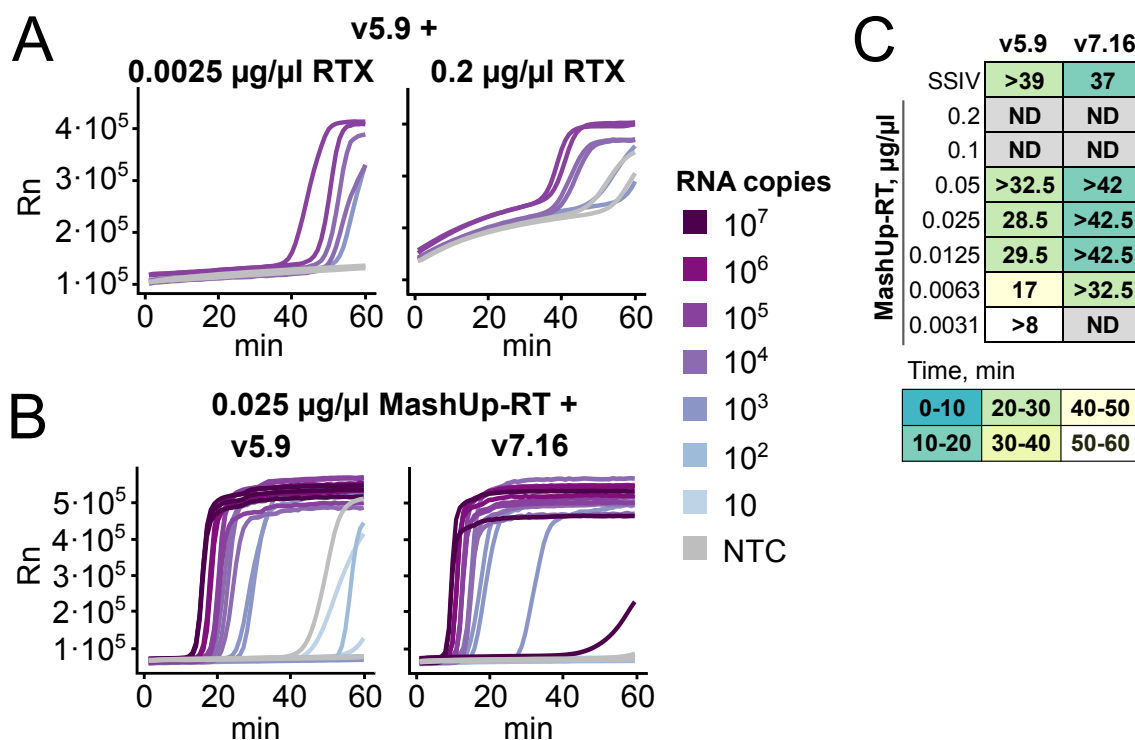 A
v5.9 +
0.0025 µg/µl RTX
0.2 µg/µl RTX
4·10⁵
3·10⁵
2·10⁵
1·10⁵
Rn
0 20 40 60
min
0 20 40 60
min
B
0.025 µg/µl MashUp-RT +
v5.9
v7.16
5·10⁵
4·10⁵
3·10⁵
2·10⁵
1·10⁵
Rn
0 20 40 60
min
0 20 40 60
min
RNA copies
10⁷
10⁶
10⁵
10⁴
10³
10²
10
NTC
C
v5.9 v7.16
SSIV >39 37
MashUp-RT, µg/µl
0.2 ND ND
0.1 ND ND
0.05 >32.5 >42
0.025 28.5 >42.5
0.0125 29.5 >42.5
0.0063 17 >32.5
0.0031 >8 ND
Time, min
0-10 20-30 40-50
10-20 30-40 50-60